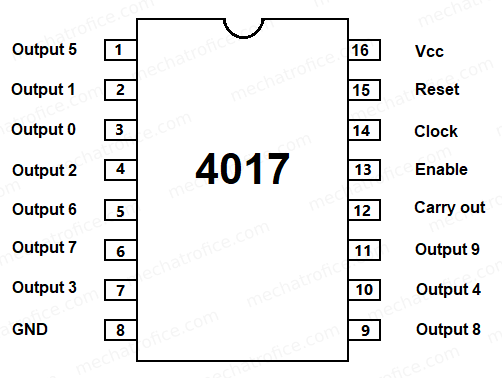 Output 5 1 16 Vcc
Output 1 2 15 Reset
Output 0 3 14 Clock
4017
Output 2 4 13 Enable
Output 6 5 12 Carry out
Output 7 6 11 Output 9
Output 3 7 10 Output 4
GND 8 9 Output 8
mechatrofice.com